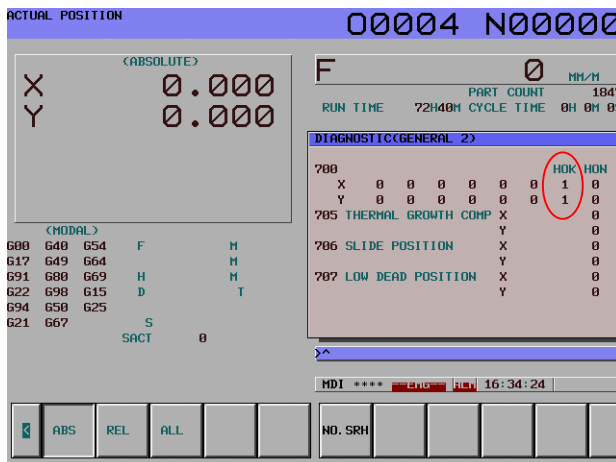 ACTUAL POSITION O0004 N00000
(ABSOLUTE)
X 0.000
Y 0.000
F 0 MM/M
PART COUNT 184
RUN TIME 72H40M CYCLE TIME 0H 0M 0
DIAGNOSTIC(GENERAL 2)
700 HOK HON
X 0 0 0 0 0 0 1 0
Y 0 0 0 0 0 0 1 0
705 THERMAL GROWTH COMP X 0
Y 0
706 SLIDE POSITION X 0
Y 0
707 LOW DEAD POSITION X 0
Y 0
(MODAL)
G00 G40 G54 F M
G17 G49 G64 M
G91 G80 G69 H M
G22 G98 G15 D T
G94 G50 G25
G21 G67 S
SACT 0
>^
MDI **** --EMG-- ALM 16:34:24
< ABS REL ALL NO.SRH